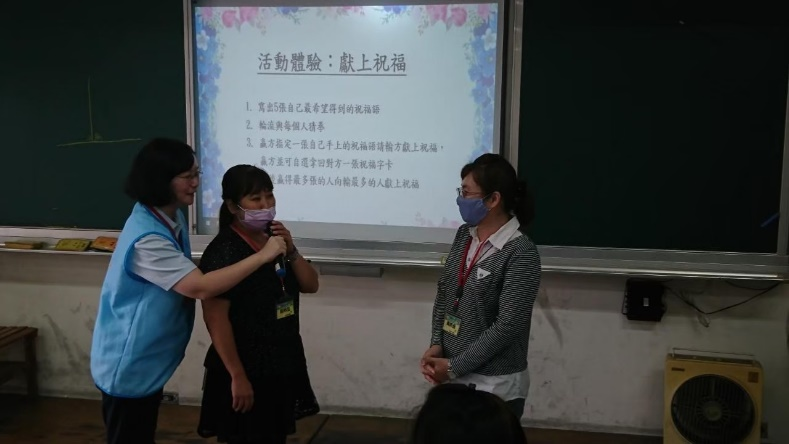 活動體驗：獻上祝福
1. 寫出5張自己最希望得到的祝福語
2. 輪流與每個人猜拳
3. 贏方指定一張自己手上的祝福語請輸方獻上祝福，
贏方並可自選拿回對方一張祝福字卡
贏得最多張的人向輸最多的人獻上祝福